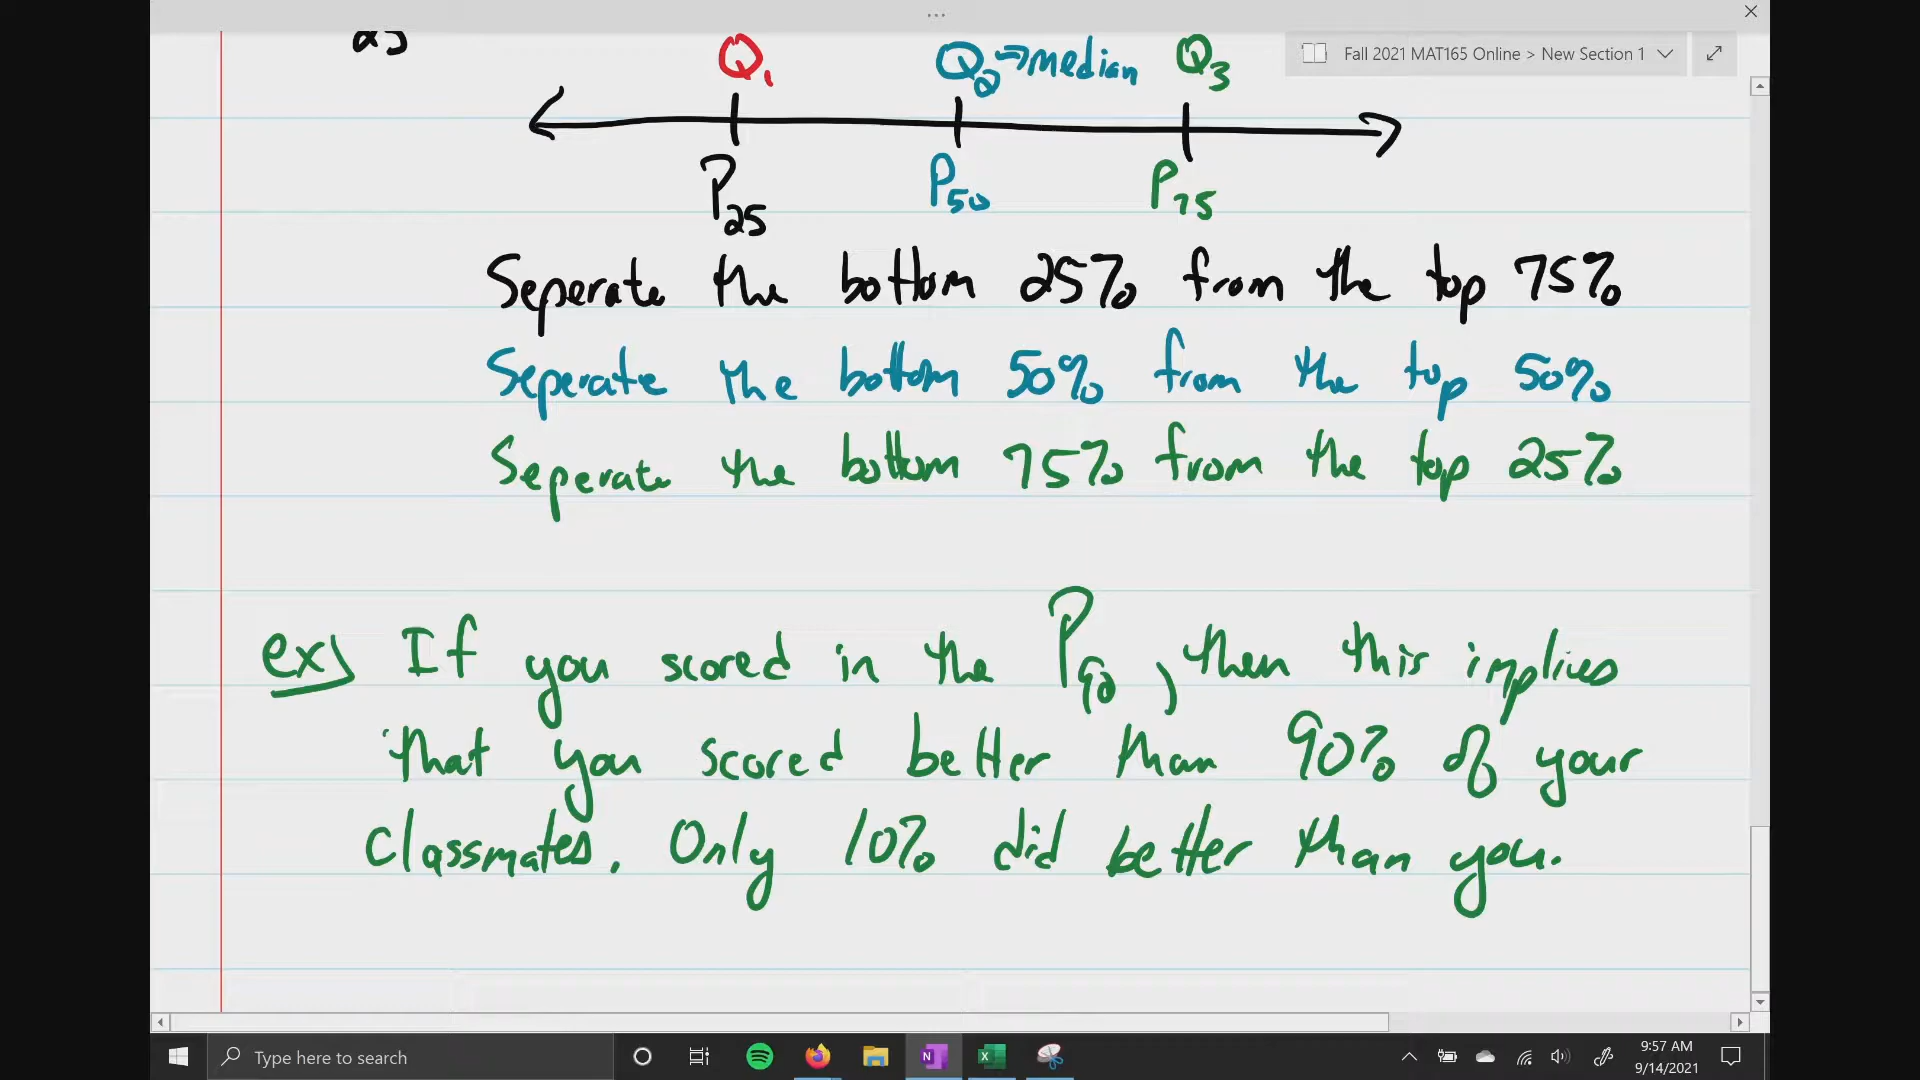 ...
25
Q1 Q2 → median Q3
Fall 2021 MAT165 Online > New Section 1
P25 P50 P75
Seperate the bottom 25% from the top 75%
Seperate the bottom 50% from the top 50%
Seperate the bottom 75% from the top 25%
ex) If you scored in the P90, then this implies
that you scored better than 90% of your
classmates. Only 10% did better than you.
Type here to search
N
X
9:57 AM
9/14/2021